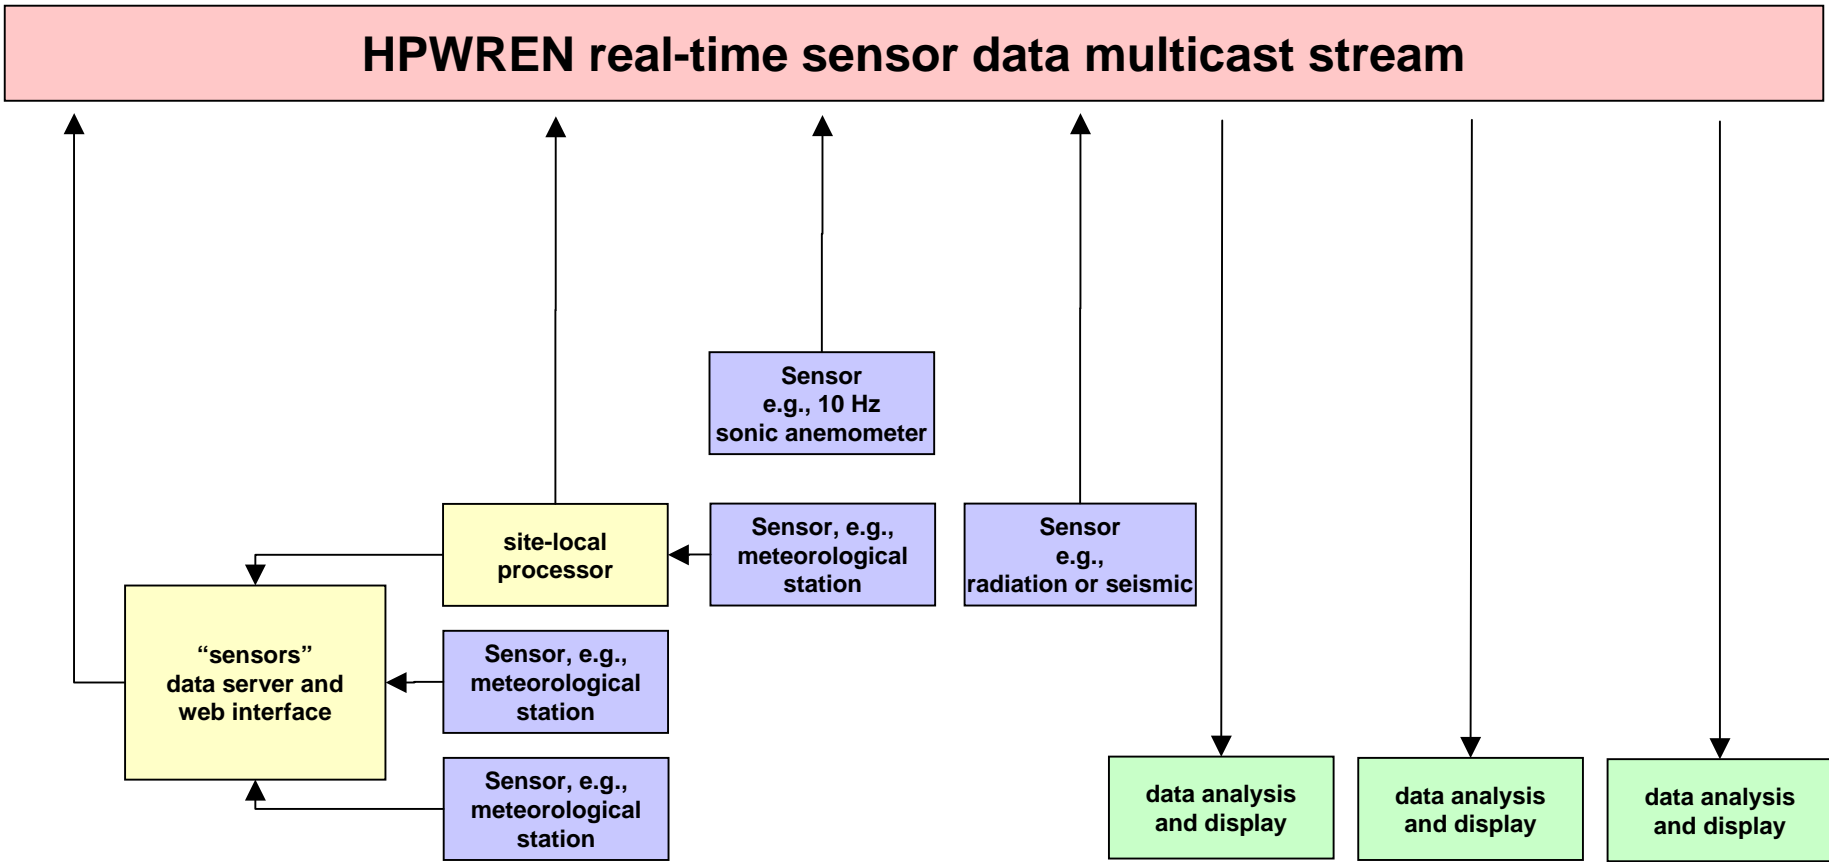 HPWREN real-time sensor data multicast stream
Sensor
e.g., 10 Hz
sonic anemometer
site-local
processor
Sensor, e.g.,
meteorological
station
Sensor
e.g.,
radiation or seismic
“sensors”
data server and
web interface
Sensor, e.g.,
meteorological
station
Sensor, e.g.,
meteorological
station
data analysis
and display
data analysis
and display
data analysis
and display